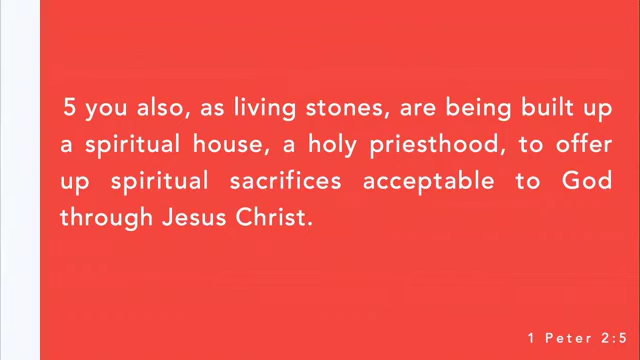 5 you also, as living stones, are being built up
a spiritual house, a holy priesthood, to offer
up spiritual sacrifices acceptable to God
through Jesus Christ.
1 Peter 2:5